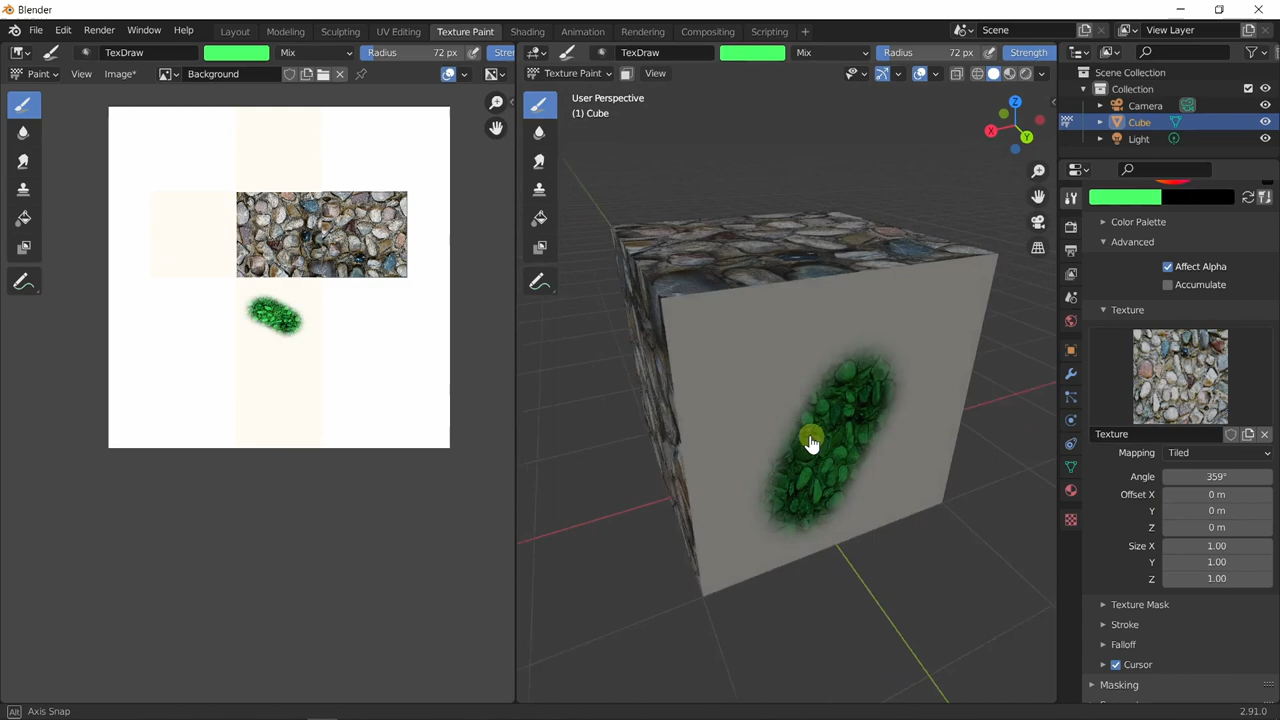 Blender
File Edit Render Window Help Layout Modeling Sculpting UV Editing Texture Paint Shading Animation Rendering Compositing Scripting + Scene View Layer
TexDraw Mix Radius 72 px Stren TexDraw Mix Radius 72 px Strength
Paint View Image* Background Texture Paint View
User Perspective
(1) Cube
Z
X
Y
Scene Collection
Collection
Camera
Cube
Light
Color Palette
Advanced
Affect Alpha
Accumulate
Texture
Texture
Mapping Tiled
Angle 359°
Offset X 0 m
Y 0 m
Z 0 m
Size X 1.00
Y 1.00
Z 1.00
Texture Mask
Stroke
Falloff
Cursor
Masking
Alt Axis Snap 2.91.0